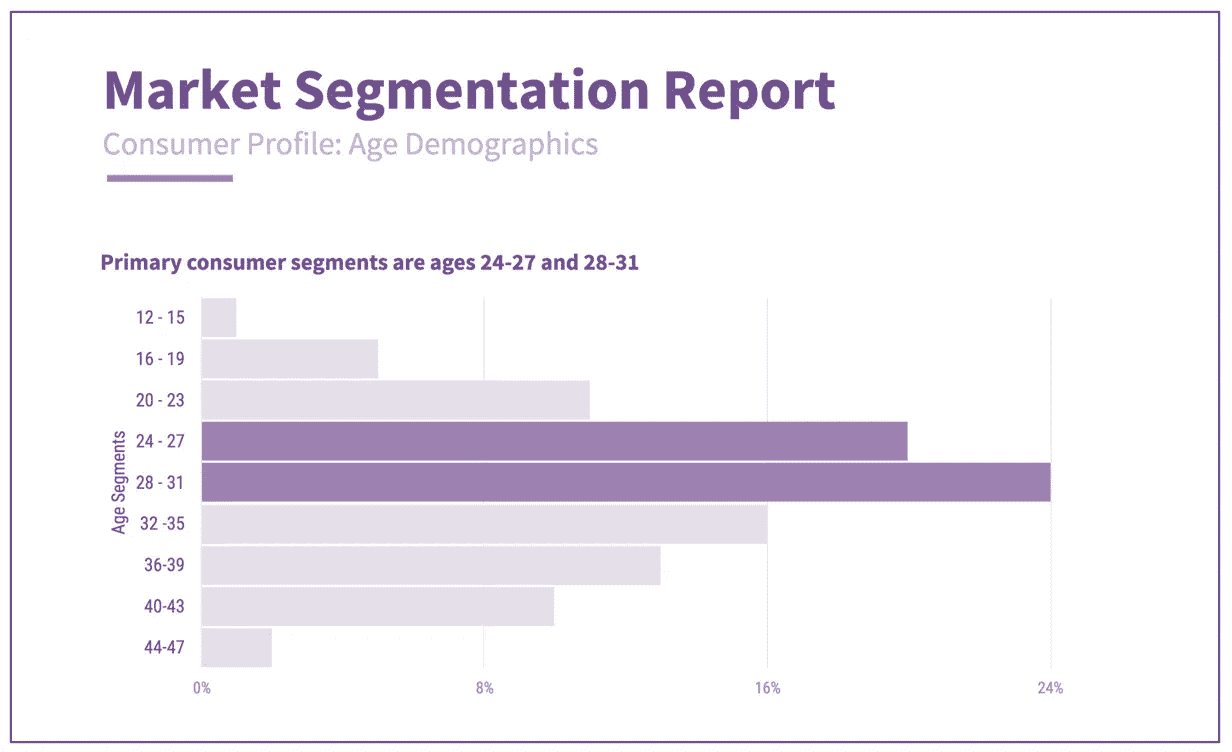 Market Segmentation Report
Consumer Profile: Age Demographics
Primary consumer segments are ages 24-27 and 28-31
Age Segments
12 - 15
16 - 19
20 - 23
24 - 27
28 - 31
32 -35
36-39
40-43
44-47
0% 8% 16% 24%